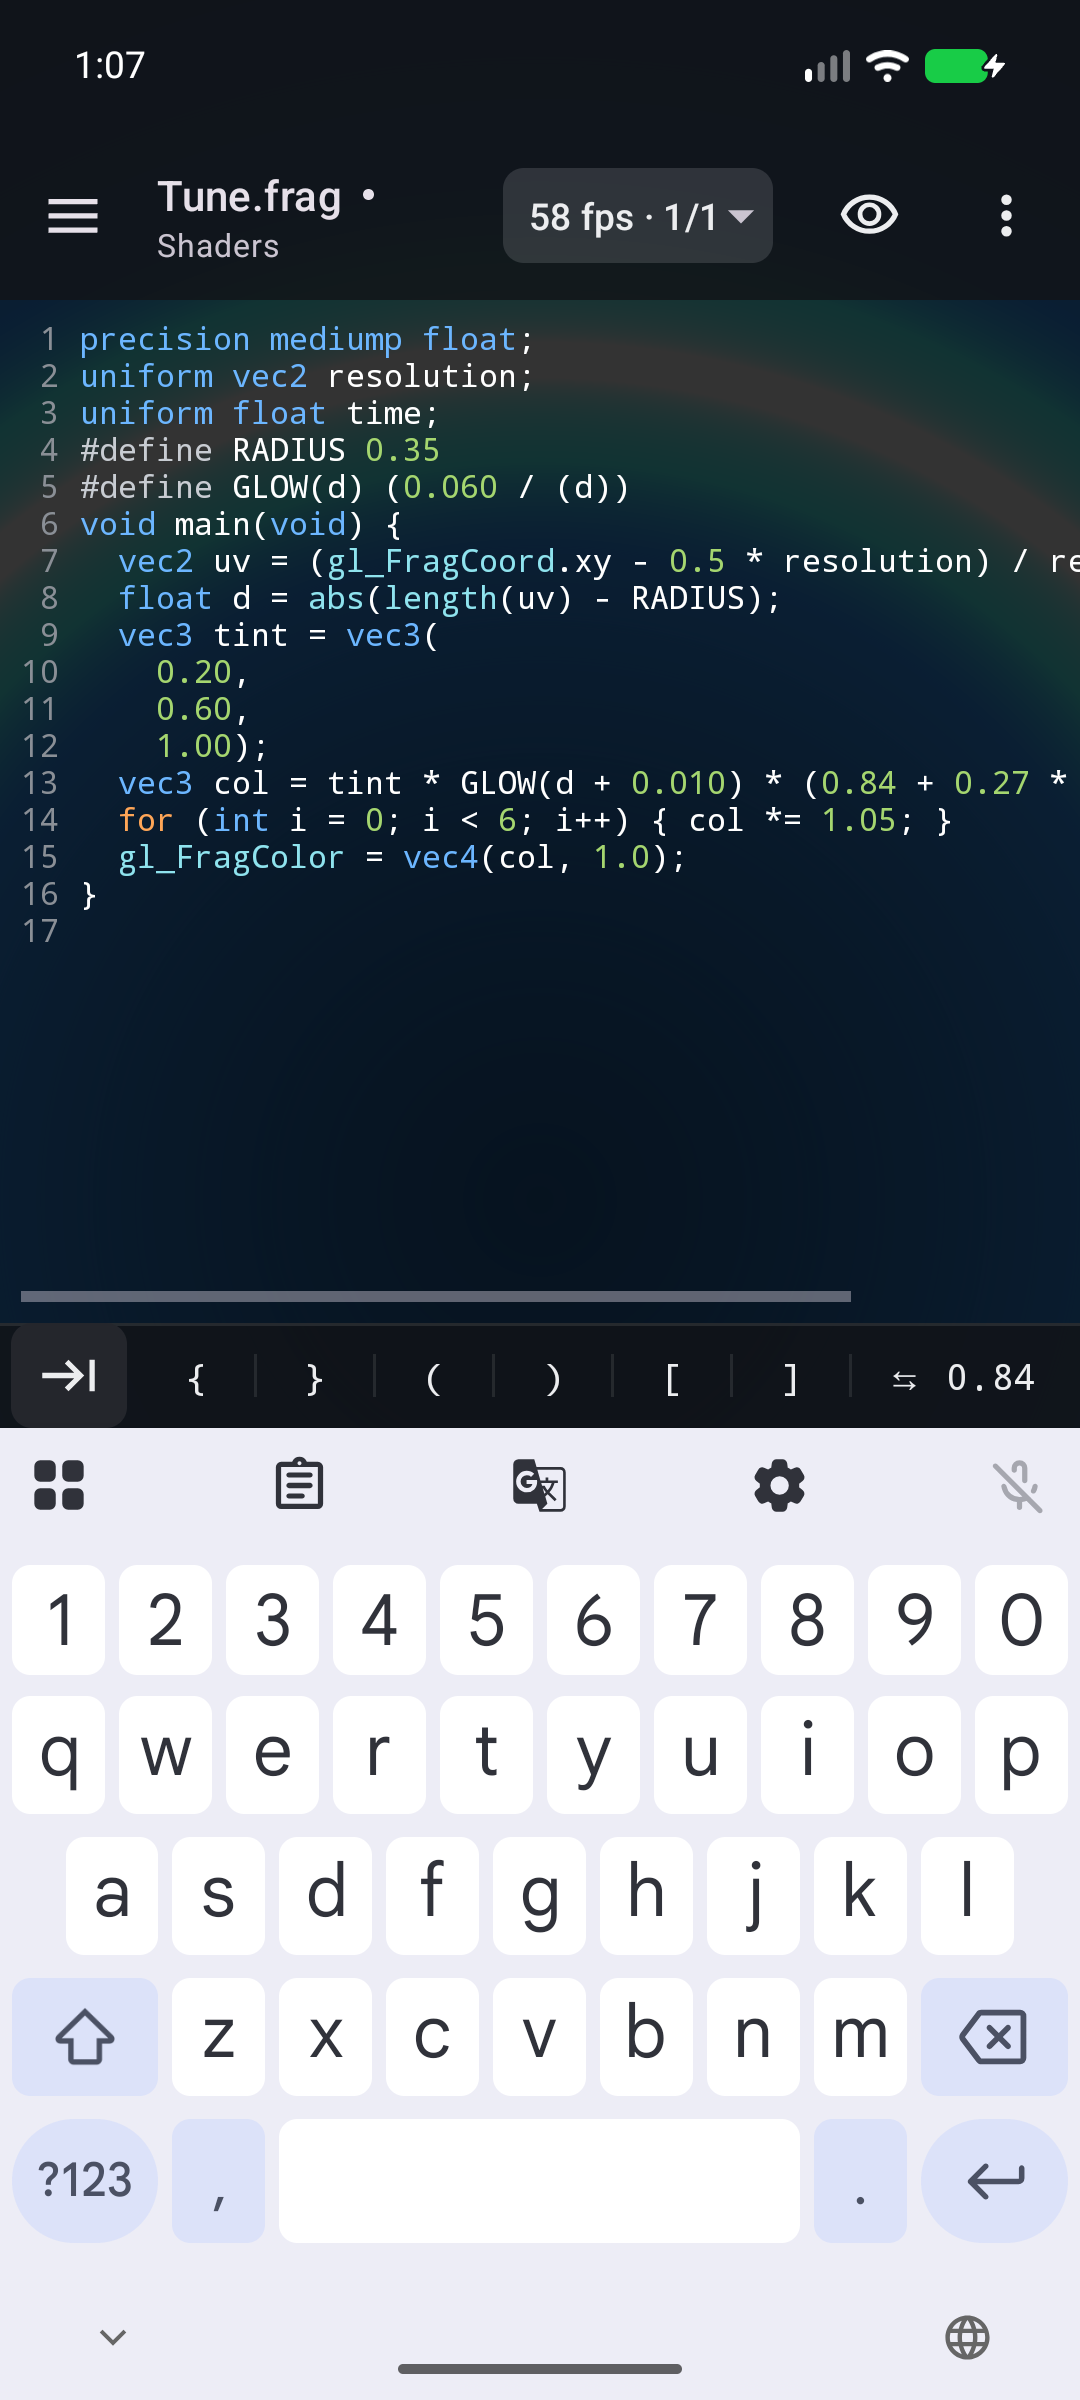 1:07
Tune.frag •
Shaders
58 fps · 1/1
1 precision mediump float;
2 uniform vec2 resolution;
3 uniform float time;
4 #define RADIUS 0.35
5 #define GLOW(d) (0.060 / (d))
6 void main(void) {
7   vec2 uv = (gl_FragCoord.xy - 0.5 * resolution) / re
8   float d = abs(length(uv) - RADIUS);
9   vec3 tint = vec3(
10     0.20,
11     0.60,
12     1.00);
13   vec3 col = tint * GLOW(d + 0.010) * (0.84 + 0.27 *
14   for (int i = 0; i < 6; i++) { col *= 1.05; }
15   gl_FragColor = vec4(col, 1.0);
16 }
17
{ } ( ) [ ] ⇆ 0.84
1 2 3 4 5 6 7 8 9 0
q w e r t y u i o p
a s d f g h j k l
z x c v b n m
?123 , .